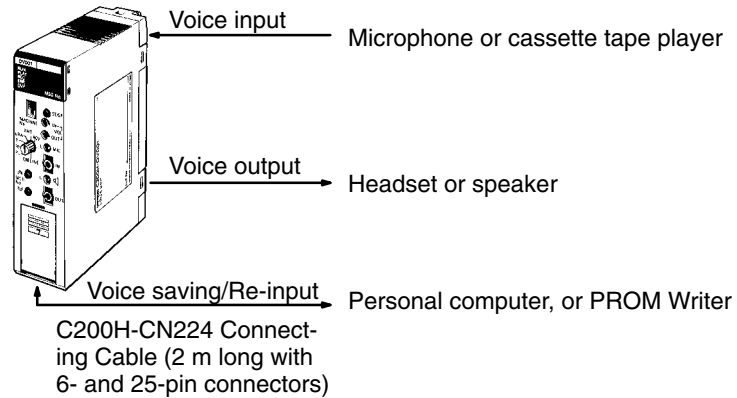 Voice input
Microphone or cassette tape player
Voice output
Headset or speaker
Voice saving/Re-input
Personal computer, or PROM Writer
C200H-CN224 Connect-
ing Cable (2 m long with
6- and 25-pin connectors)